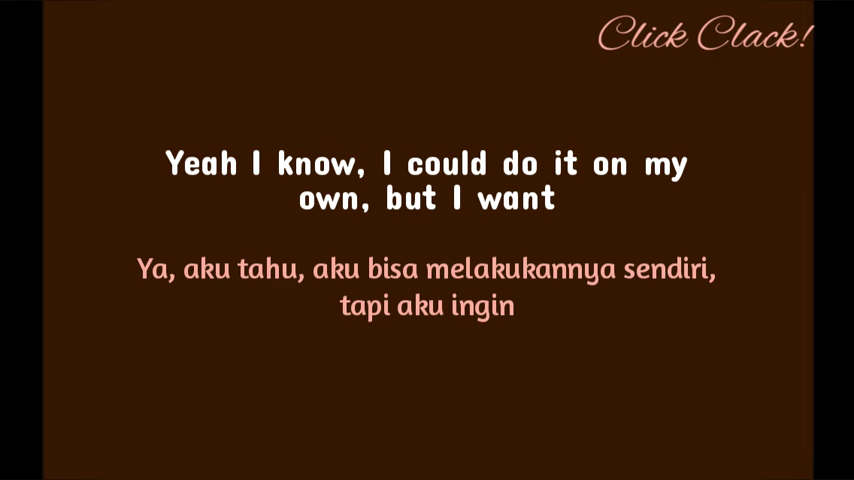 Click Clack!
Yeah I know, I could do it on my
own, but I want
Ya, aku tahu, aku bisa melakukannya sendiri,
tapi aku ingin